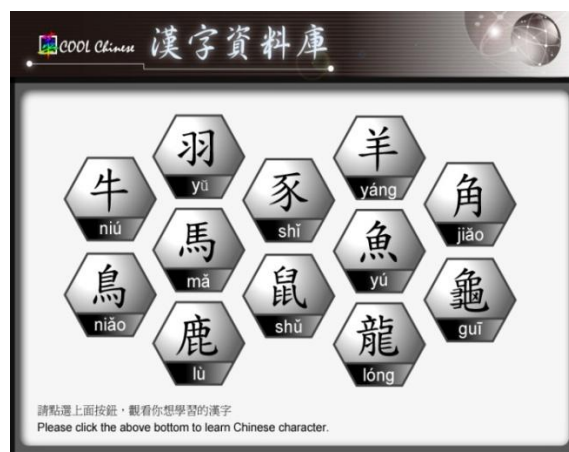 COOL Chinese 漢字資料庫
羽 羊
yǔ yáng
牛 豕 角
niú shǐ jiǎo
馬 魚
mǎ yú
鳥 鼠 龜
niǎo shǔ guī
鹿 龍
lù lóng
請點選上面按鈕，觀看你想學習的漢字
Please click the above bottom to learn Chinese character.